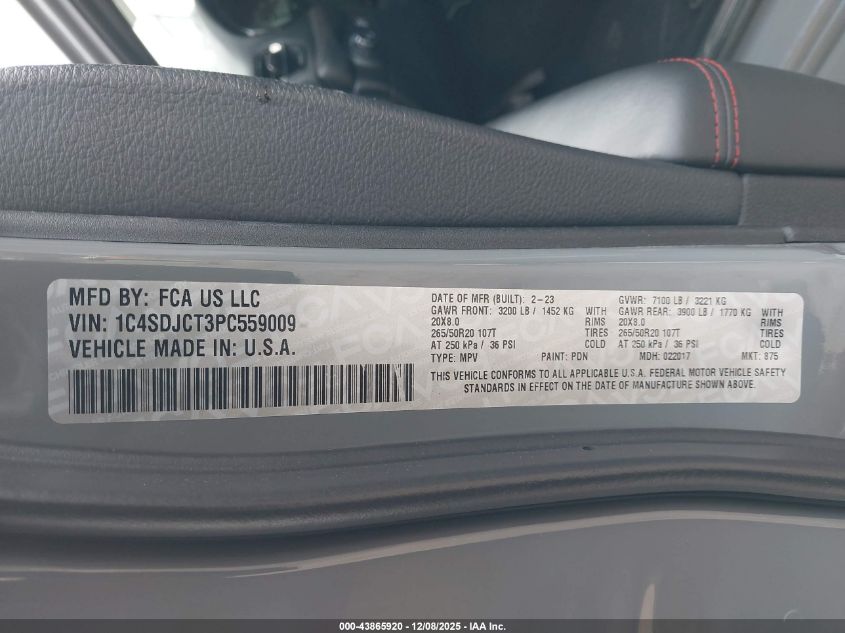 MFD BY: FCA US LLC
VIN: 1C4SDJCT3PC559009
VEHICLE MADE IN: U.S.A.
DATE OF MFR (BUILT): 2-23 GVWR: 7100 LB / 3221 KG
GAWR FRONT: 3200 LB / 1452 KG GAWR REAR: 3900 LB / 1770 KG
20X8.0 RIMS 20X8.0 RIMS
265/50R20 107T TIRES 265/50R20 107T TIRES
AT 250 kPa / 36 PSI COLD AT 250 kPa / 36 PSI COLD
TYPE: MPV PAINT: PDN MDH: 022017 MKT: 875
THIS VEHICLE CONFORMS TO ALL APPLICABLE U.S.A. FEDERAL MOTOR VEHICLE SAFETY
STANDARDS IN EFFECT ON THE DATE OF MANUFACTURE SHOWN ABOVE.
000-43865920 - 12/08/2025 - IAA Inc.